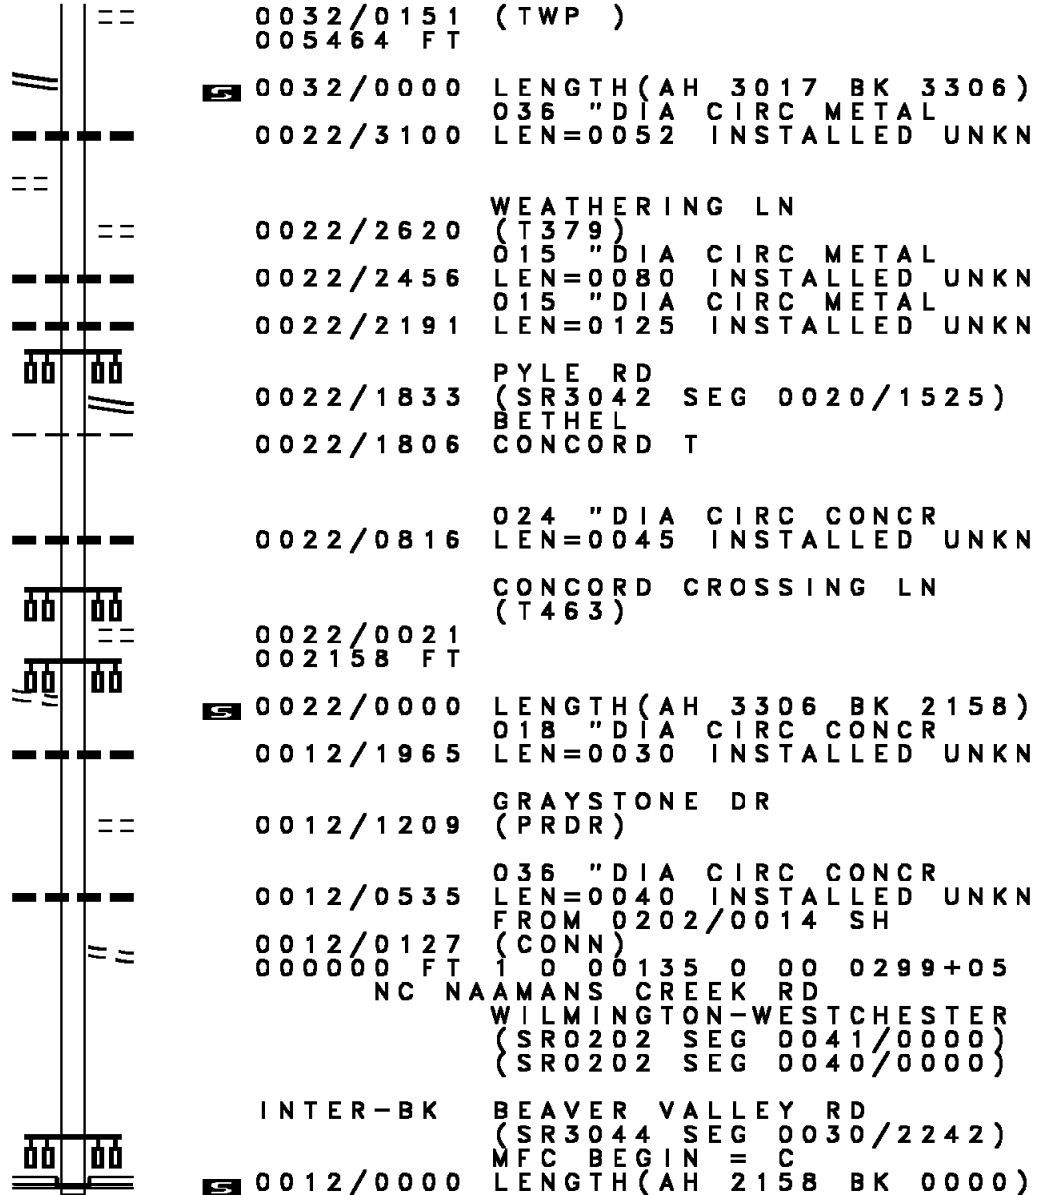 0032/0151 (TWP )
005464 FT
S 0032/0000 LENGTH(AH 3017 BK 3306)
036 "DIA CIRC METAL
0022/3100 LEN=0052 INSTALLED UNKN
WEATHERING LN
0022/2620 (T379)
015 "DIA CIRC METAL
0022/2456 LEN=0080 INSTALLED UNKN
015 "DIA CIRC METAL
0022/2191 LEN=0125 INSTALLED UNKN
PYLE RD
0022/1833 (SR3042 SEG 0020/1525)
BETHEL
0022/1806 CONCORD T
024 "DIA CIRC CONCR
0022/0816 LEN=0045 INSTALLED UNKN
CONCORD CROSSING LN
(T463)
0022/0021
002158 FT
S 0022/0000 LENGTH(AH 3306 BK 2158)
018 "DIA CIRC CONCR
0012/1965 LEN=0030 INSTALLED UNKN
GRAYSTONE DR
0012/1209 (PRDR)
036 "DIA CIRC CONCR
0012/0535 LEN=0040 INSTALLED UNKN
FROM 0202/0014 SH
0012/0127 (CONN)
000000 FT 1 0 00135 0 00 0299+05
NC NAAMANS CREEK RD
WILMINGTON-WESTCHESTER
(SR0202 SEG 0041/0000)
(SR0202 SEG 0040/0000)
INTER-BK BEAVER VALLEY RD
(SR3044 SEG 0030/2242)
MFC BEGIN = C
S 0012/0000 LENGTH(AH 2158 BK 0000)